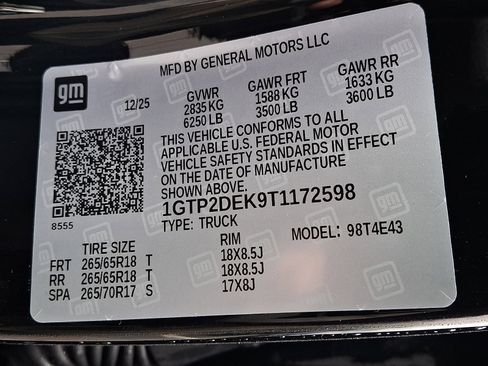 MFD BY GENERAL MOTORS LLC
gm
12/25
GVWR GAWR FRT GAWR RR
2835 KG 1588 KG 1633 KG
6250 LB 3500 LB 3600 LB
THIS VEHICLE CONFORMS TO ALL
APPLICABLE U.S. FEDERAL MOTOR
VEHICLE SAFETY STANDARDS IN EFFECT
ON THE DATE OF MANUFACTURE
SHOWN ABOVE.
8555
1GTP2DEK9T1172598
TYPE: TRUCK MODEL: 98T4E43
TIRE SIZE RIM
FRT 265/65R18 T 18X8.5J
RR 265/65R18 T 18X8.5J
SPA 265/70R17 S 17X8J